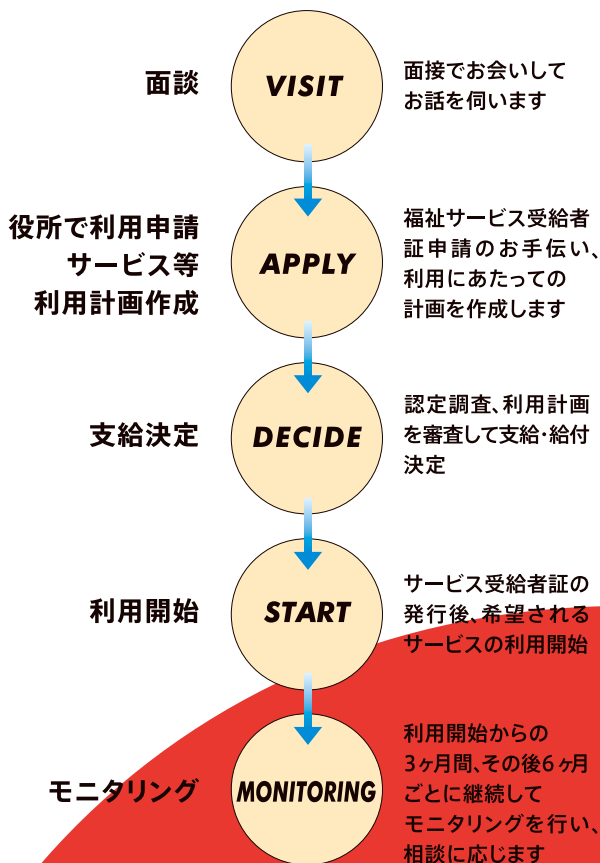 面談
VISIT
面接でお会いして
お話を伺います
役所で利用申請
サービス等
利用計画作成
APPLY
福祉サービス受給者
証申請のお手伝い、
利用にあたっての
計画を作成します
支給決定
DECIDE
認定調査、利用計画
を審査して支給・給付
決定
利用開始
START
サービス受給者証の
発行後、希望される
サービスの利用開始
モニタリング
MONITORING
利用開始からの
3ヶ月間、その後6ヶ月
ごとに継続して
モニタリングを行い、
相談に応じます